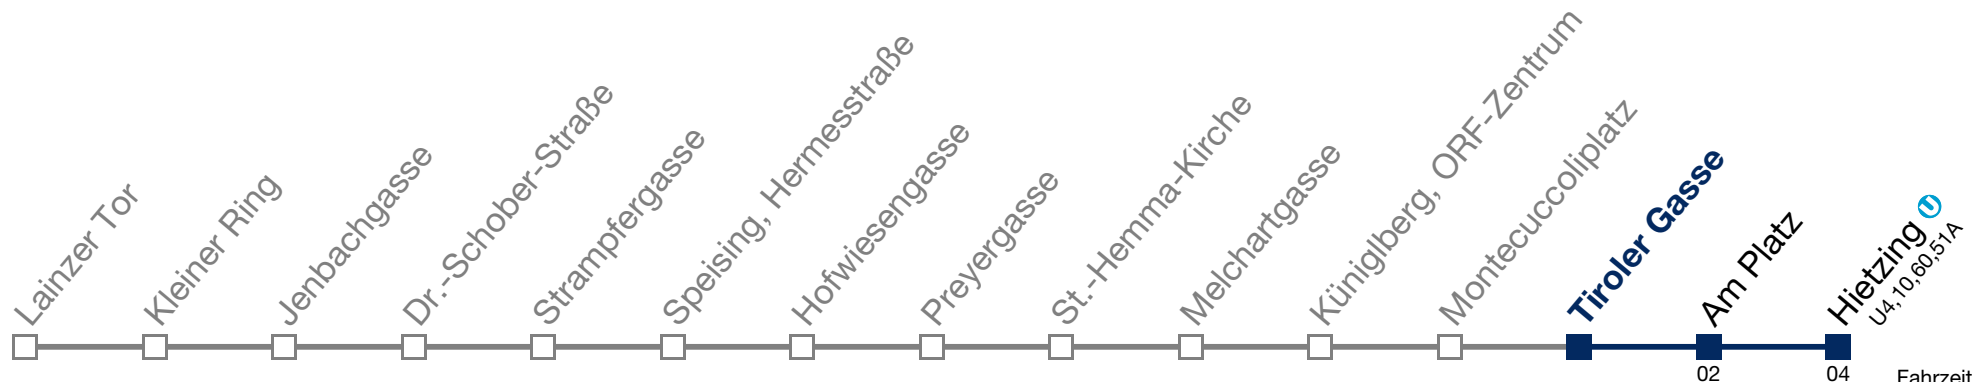 Lainzer Tor
Kleiner Ring
Jenbachgasse
Dr.-Schober-Straße
Strampfergasse
Speising, Hermesstraße
Hofwiesengasse
Preyergasse
St.-Hemma-Kirche
Melchartgasse
Küniglberg, ORF-Zentrum
Montecuccoliplatz
Tiroler Gasse
Am Platz
Hietzing U
U4,10,60,51A
02
04
Fahrzeit